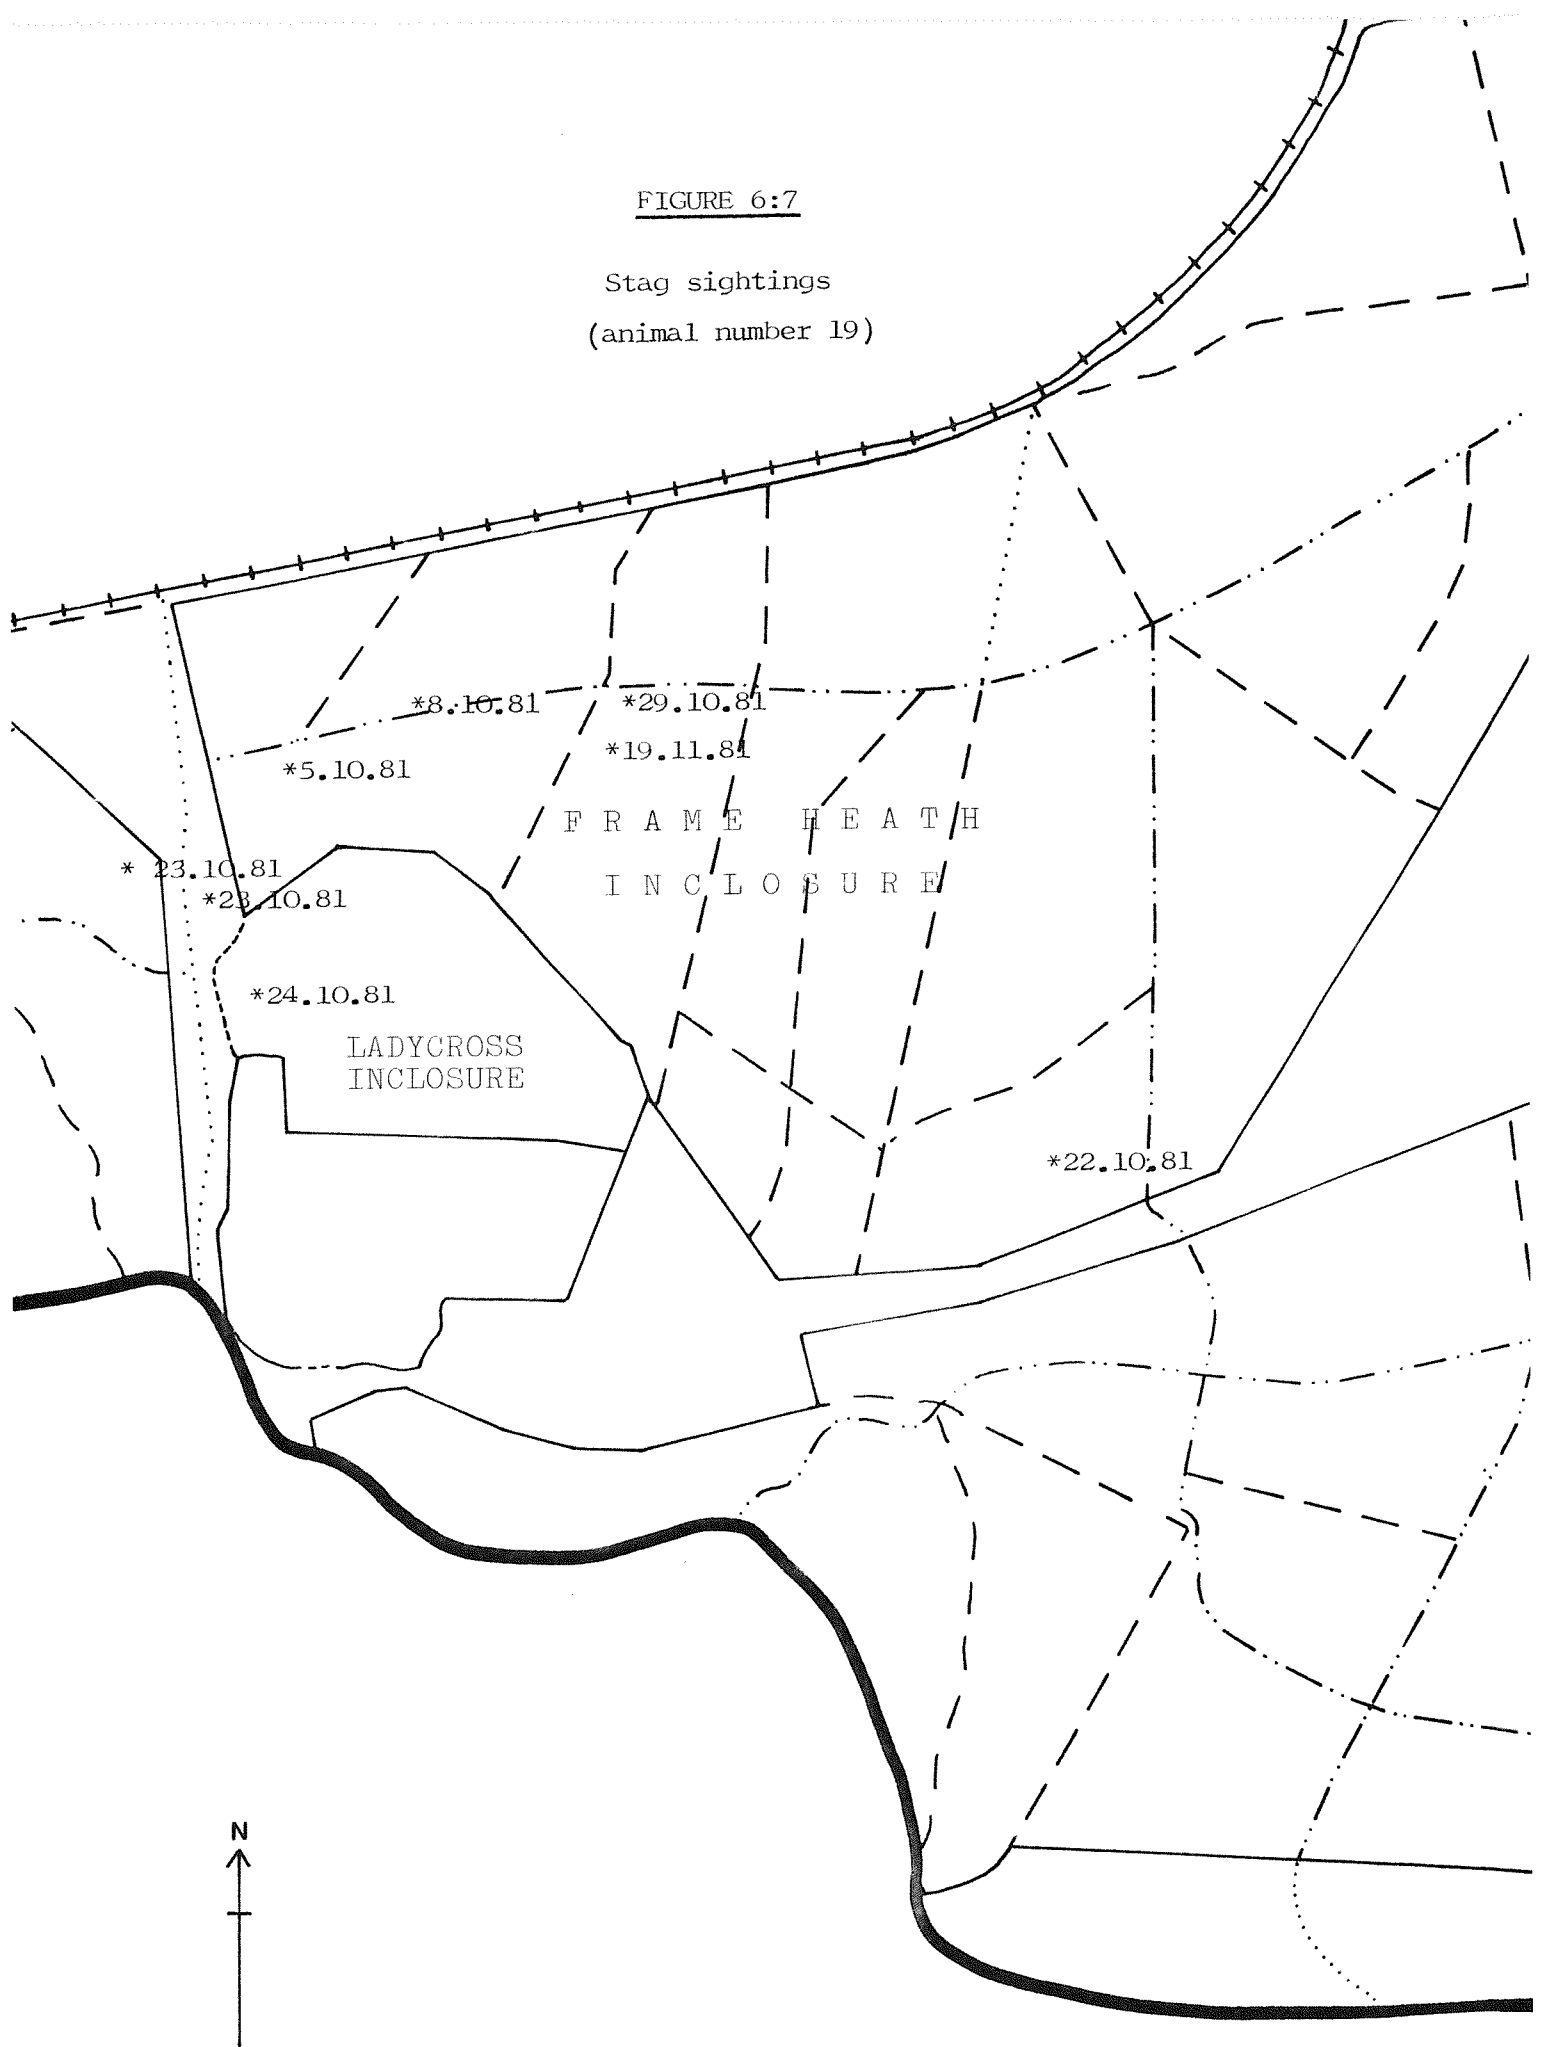 FIGURE 6:7
Stag sightings
(animal number 19)
*8.10.81
*29.10.81
*19.11.81
*5.10.81
FRAME HEATH
INCLOSURE
* 23.10.81
*23.10.81
*24.10.81
LADYCROSS
INCLOSURE
*22.10.81
N